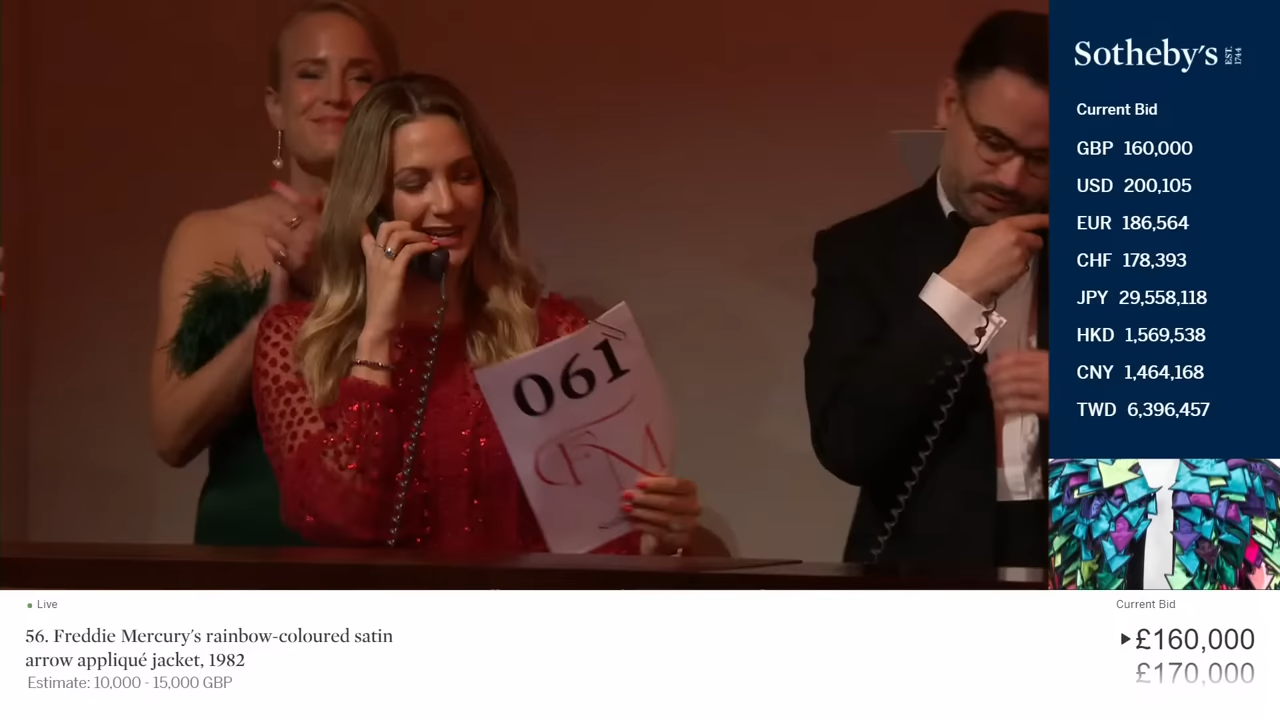 061
FM
Sotheby's EST. 1744
Current Bid
GBP 160,000
USD 200,105
EUR 186,564
CHF 178,393
JPY 29,558,118
HKD 1,569,538
CNY 1,464,168
TWD 6,396,457
Live
56. Freddie Mercury's rainbow-coloured satin
arrow appliqué jacket, 1982
Estimate: 10,000 - 15,000 GBP
Current Bid
£160,000
£170,000